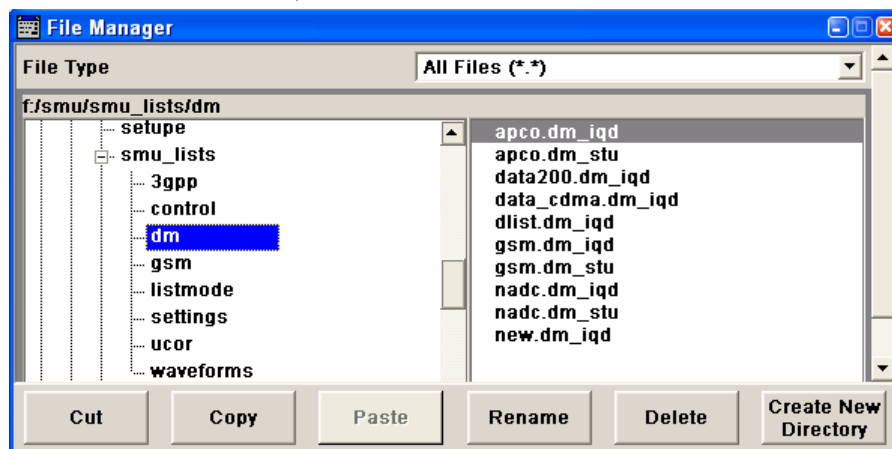 File Manager
File Type
All Files (*.*)
f:/smu/smu_lists/dm
setupe
smu_lists
3gpp
control
dm
gsm
listmode
settings
ucor
waveforms
apco.dm_iqd
apco.dm_stu
data200.dm_iqd
data_cdma.dm_iqd
dlist.dm_iqd
gsm.dm_iqd
gsm.dm_stu
nadc.dm_iqd
nadc.dm_stu
new.dm_iqd
Cut
Copy
Paste
Rename
Delete
Create New
Directory